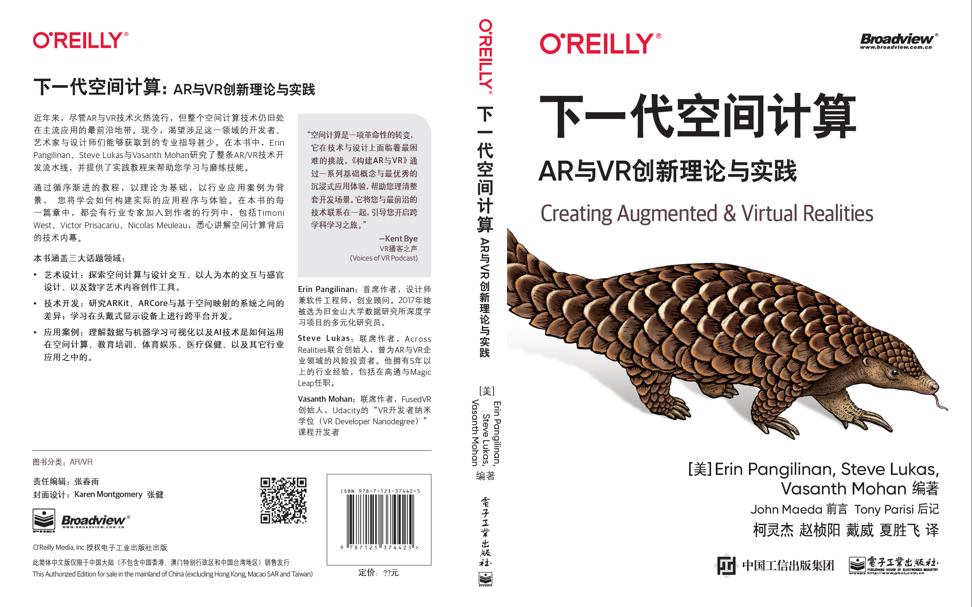 O'REILLY®
下一代空间计算：AR与VR创新理论与实践
近年来，尽管AR与VR技术火热流行，但整个空间计算技术仍旧处
在主流应用的最前沿地带。现今，渴望涉足这一领域的开发者、
艺术家与设计师们能够获取到的专业指导甚少。在本书中，Erin
Pangilinan、Steve Lukas与Vasanth Mohan研究了整条AR/VR技术开
发流水线，并提供了实践教程来帮助您学习与磨练技能。
通过循序渐进的教程，以理论为基础，以行业应用案例为背
景， 您将学会如何构建实际的应用程序与体验。在本书的每
一篇章中，都会有行业专家加入到作者的行列中，包括Timoni
West、Victor Prisacariu、Nicolas Meuleau，悉心讲解空间计算背后
的技术内幕。
本书涵盖三大话题领域：
• 艺术设计：探索空间计算与设计交互、以人为本的交互与感官
设计、以及数字艺术内容创作工具。
• 技术开发：研究ARKit、ARCore与基于空间映射的系统之间的
差异；学习在头戴式显示设备上进行跨平台开发。
• 应用案例：理解数据与机器学习可视化以及AI技术是如何运用
在空间计算、教育培训、体育娱乐、医疗保健、以及其它行业
应用之中的。
“空间计算是一项革命性的转变，
它在技术与设计上面临着最困
难的挑战，《构建AR与VR》通
过一系列基础概念与最优秀的
沉浸式应用体验，帮助您理清整
套开发场景。它将您与最前沿的
技术联系在一起，引导您开启跨
学科学习之旅。”
—Kent Bye
VR播客之声
(Voices of VR Podcast)
Erin Pangilinan：首席作者，设计师
兼软件工程师，创业顾问。2017年她
被选为旧金山大学数据研究所深度学
习项目的多元化研究员。
Steve Lukas：联席作者，Across
Realities联合创始人，曾为AR与VR企
业领域的风险投资者。他拥有5年以
上的行业经验，包括在高通与Magic
Leap任职。
Vasanth Mohan：联席作者，FusedVR
创始人，Udacity的“VR开发者纳米
学位（VR Developer Nanodegree）”
课程开发者
图书分类：AR/VR
责任编辑：张春雨
封面设计：Karen Montgomery 张健
Broadview®
www.broadview.com.cn
O'Reilly Media, Inc.授权电子工业出版社出版
此简体中文版仅限于中国大陆（不包含中国香港、澳门特别行政区和中国台湾地区）销售发行
This Authorized Edition for sale in the mainland of China (excluding Hong Kong, Macao SAR and Taiwan)
ISBN 978-7-121-37442-5
9 787121 374425 >
定价：??元
O'REILLY®
下一代空间计算 AR与VR创新理论与实践
[美]
Erin Pangilinan,
Steve Lukas,
Vasanth Mohan
编著
电子工业出版社
O'REILLY®
Broadview®
www.broadview.com.cn
下一代空间计算
AR与VR创新理论与实践
Creating Augmented & Virtual Realities
[美]Erin Pangilinan, Steve Lukas,
Vasanth Mohan 编著
John Maeda 前言 Tony Parisi 后记
柯灵杰 赵桢阳 戴威 夏胜飞 译
中国工信出版集团
电子工业出版社
PUBLISHING HOUSE OF ELECTRONICS INDUSTRY